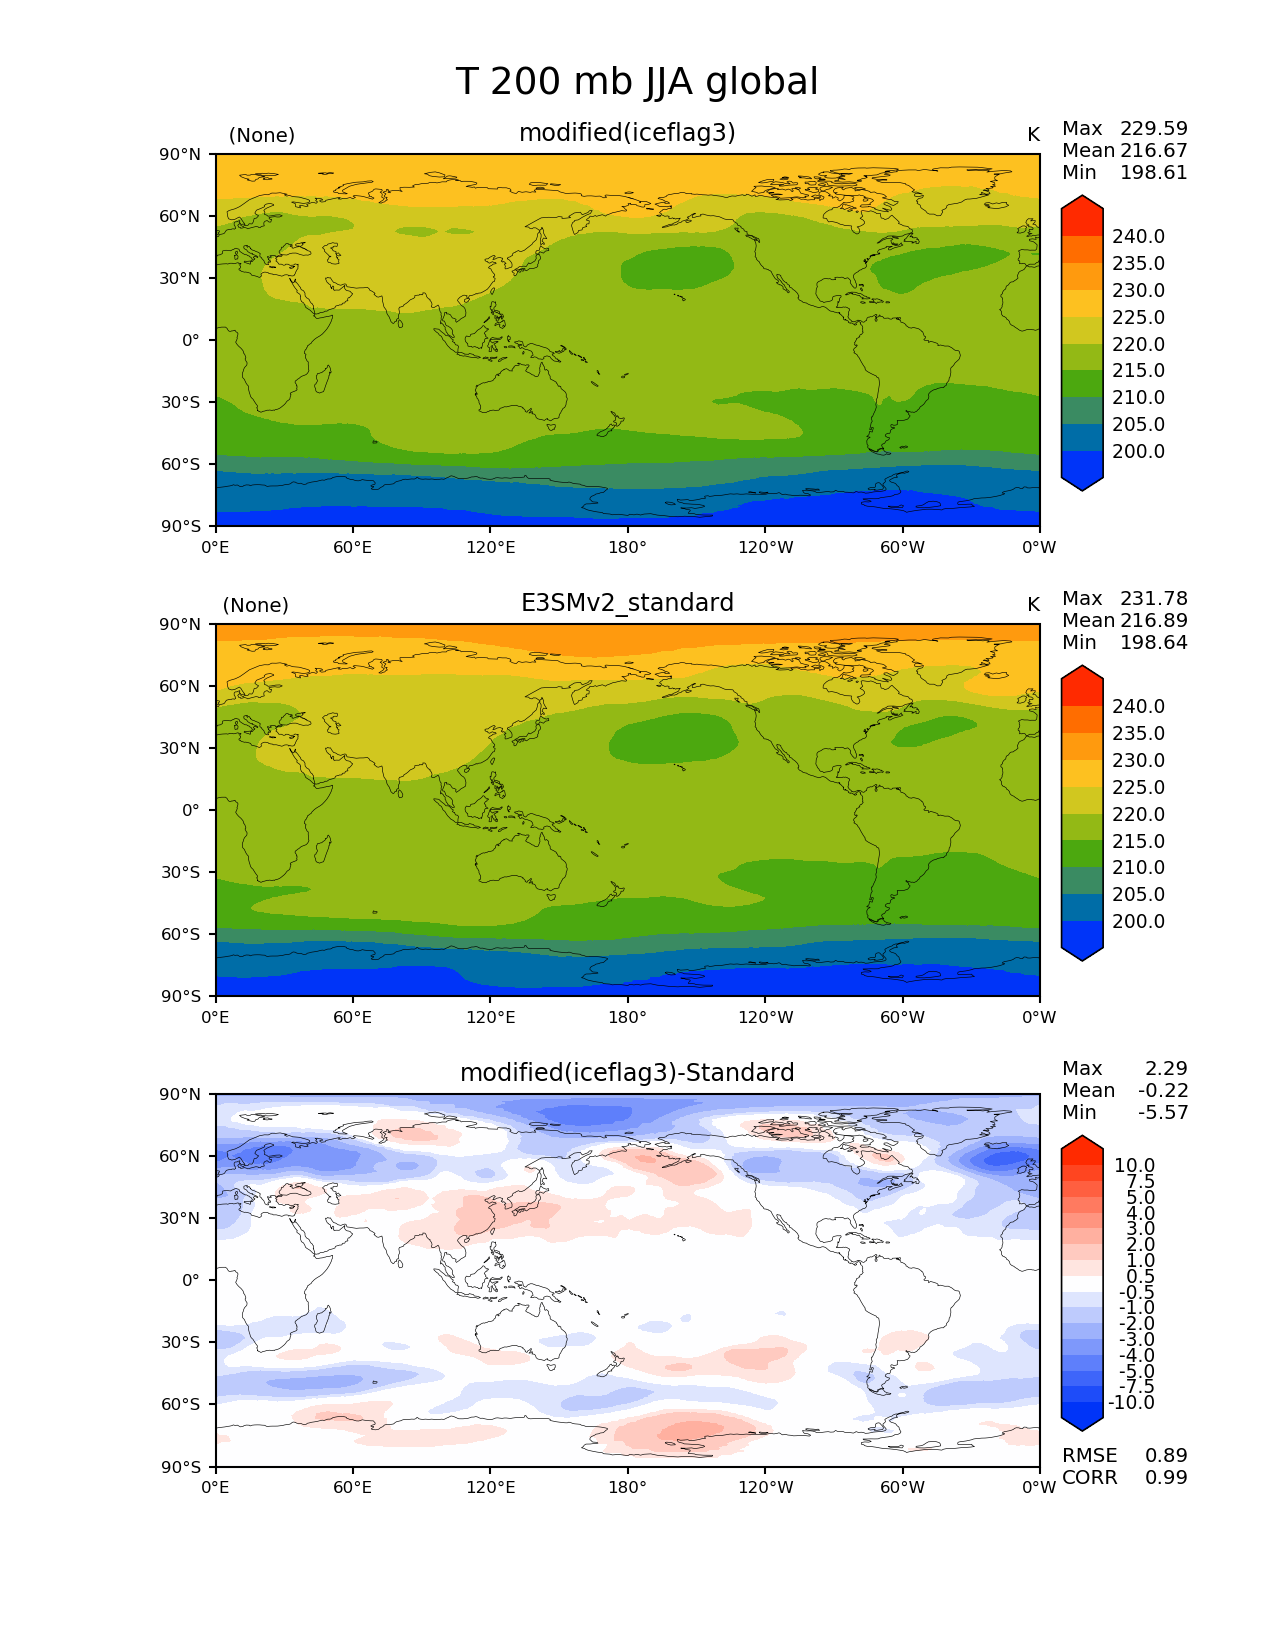 T 200 mb JJA global
(None) modified(iceflag3) K
Max 229.59
Mean 216.67
Min 198.61
90°N
60°N
30°N
0°
30°S
60°S
90°S
0°E 60°E 120°E 180° 120°W 60°W 0°W
240.0
235.0
230.0
225.0
220.0
215.0
210.0
205.0
200.0
(None) E3SMv2_standard K
Max 231.78
Mean 216.89
Min 198.64
90°N
60°N
30°N
0°
30°S
60°S
90°S
0°E 60°E 120°E 180° 120°W 60°W 0°W
240.0
235.0
230.0
225.0
220.0
215.0
210.0
205.0
200.0
modified(iceflag3)-Standard
Max 2.29
Mean -0.22
Min -5.57
90°N
60°N
30°N
0°
30°S
60°S
90°S
0°E 60°E 120°E 180° 120°W 60°W 0°W
10.0
7.5
5.0
4.0
3.0
2.0
1.0
0.5
-0.5
-1.0
-2.0
-3.0
-4.0
-5.0
-7.5
-10.0
RMSE 0.89
CORR 0.99